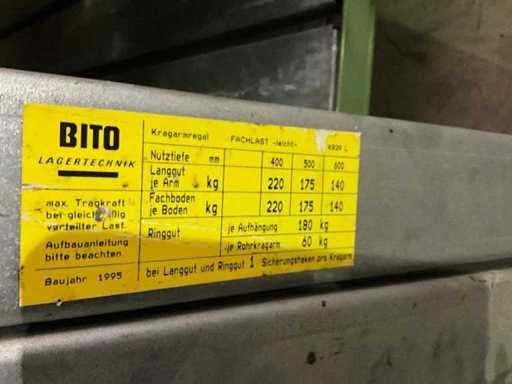 BITO
LAGERTECHNIK
max. Tragkraft
bei gleichmäßig
verteilter Last.
Aufbauanleitung
bitte beachten.
Baujahr 1995
Kragarmregal FACHLAST -leicht-
Nutztiefe mm 400 500 600
Langgut
je Arm kg 220 175 140
Fachboden
je Boden kg 220 175 140
Ringgut je Aufhängung 180 kg
je Rohrkragarm 60 kg
bei Langgut und Ringgut 1 Sicherungshaken pro Kragarm